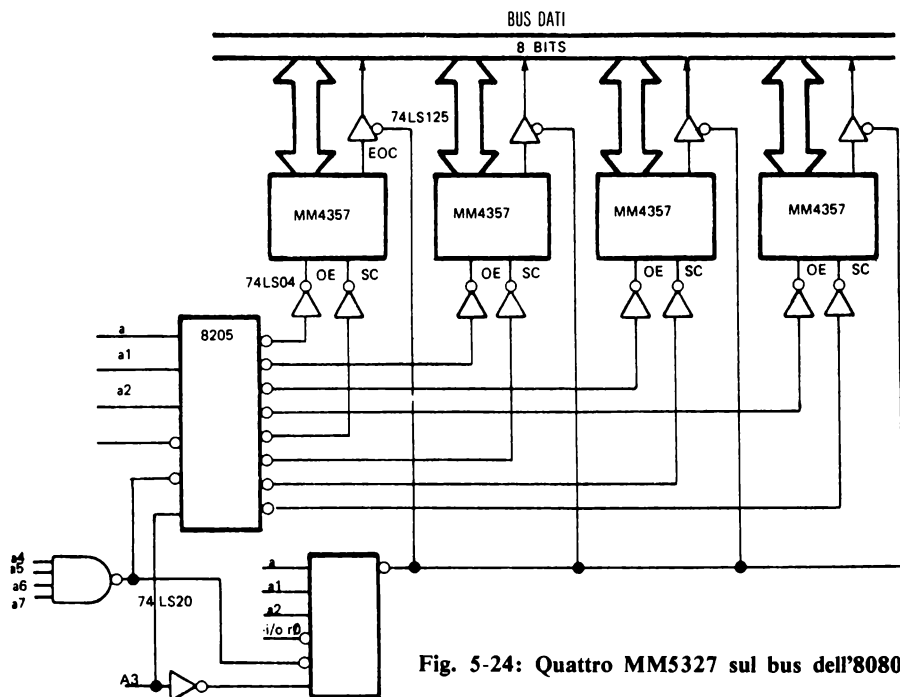 BUS DATI
8 BITS
74LS125
EOC
MM4357
MM4357
MM4357
MM4357
74LS04
OE
SC
OE
SC
OE
SC
OE
SC
8205
a
a1
a2
a4
a5
a6
a7
74LS20
a
a1
a2
i/o r0
A3
Fig. 5-24: Quattro MM5327 sul bus dell'8080